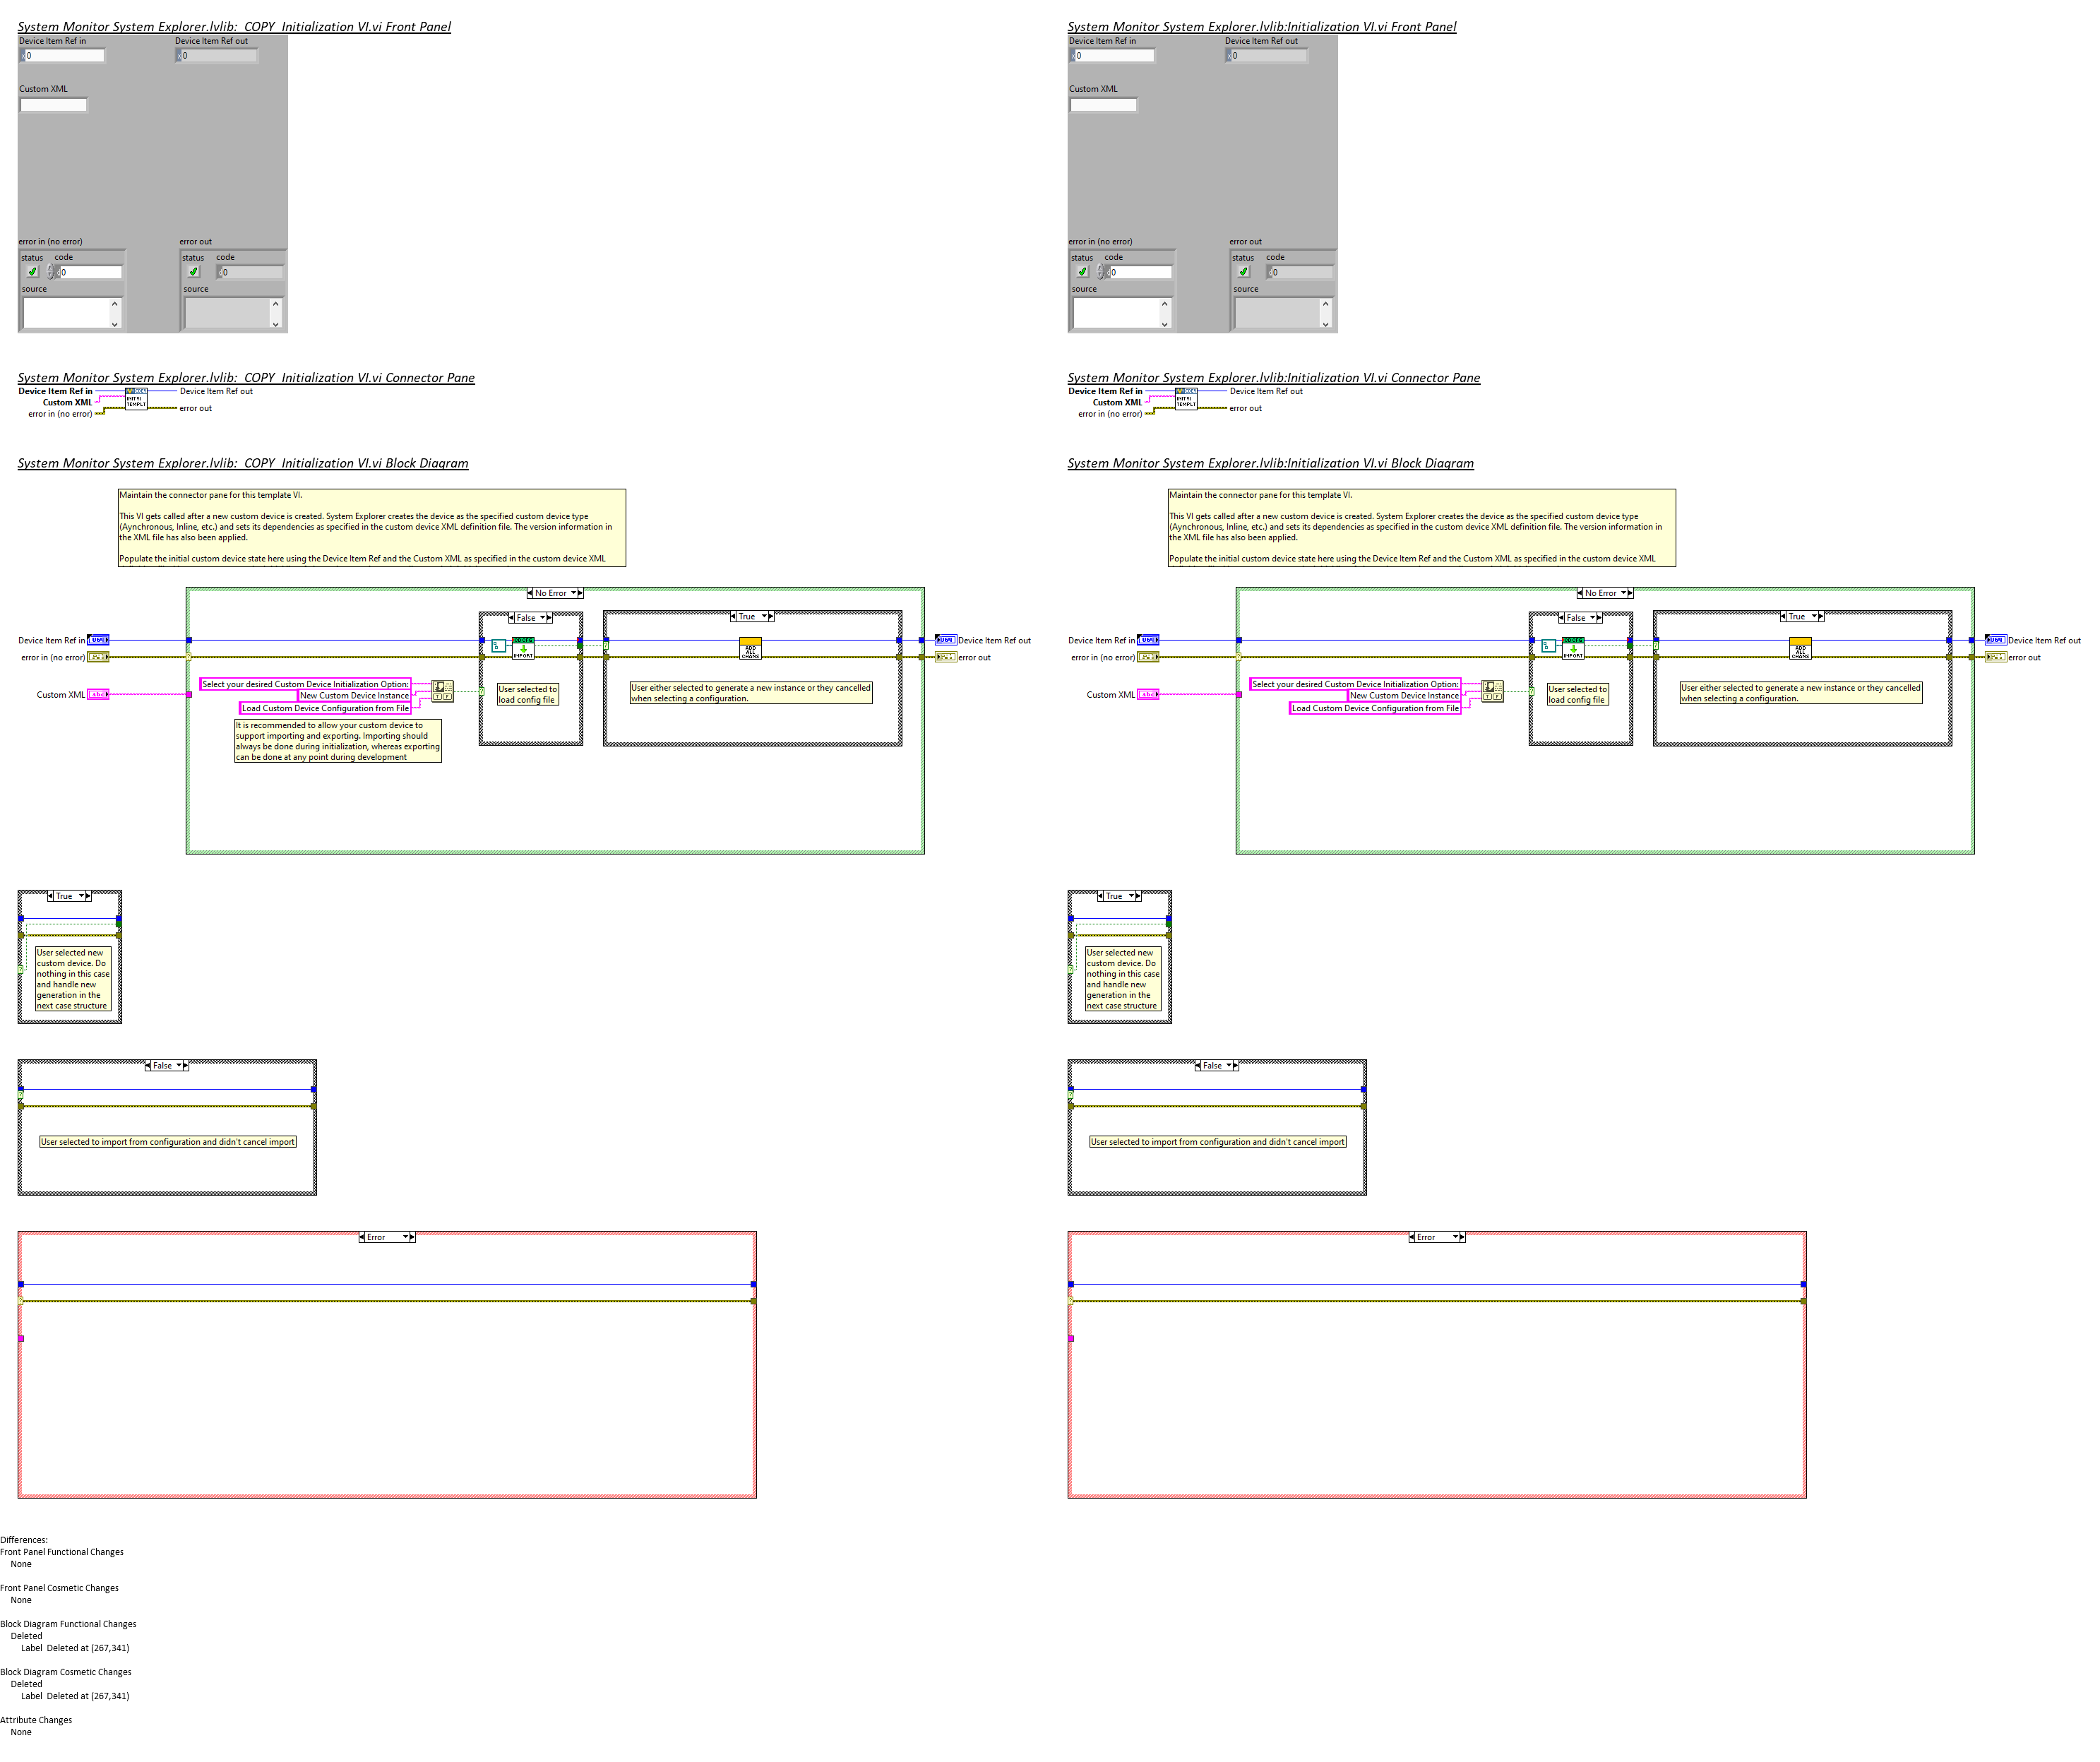 System Monitor System Explorer.lvlib:  COPY  Initialization VI.vi Front Panel
Device Item Ref in
Device Item Ref out
x 0
x 0
Custom XML
error in (no error)
error out
status
code
status
code
d 0
d 0
source
source
System Monitor System Explorer.lvlib:  COPY  Initialization VI.vi Connector Pane
Device Item Ref in
Device Item Ref out
Custom XML
INIT VI
TEMPLT
error in (no error)
error out
System Monitor System Explorer.lvlib:  COPY  Initialization VI.vi Block Diagram
Maintain the connector pane for this template VI.
This VI gets called after a new custom device is created. System Explorer creates the device as the specified custom device type
(Aynchronous, Inline, etc.) and sets its dependencies as specified in the custom device XML definition file. The version information in
the XML file has also been applied.
Populate the initial custom device state here using the Device Item Ref and the Custom XML as specified in the custom device XML
No Error
False
True
Device Item Ref in
U64
U64
Device Item Ref out
IMPORT
ADD
ALL
CHANS
error in (no error)
error out
Custom XML
abc
Select your desired Custom Device Initialization Option:
New Custom Device Instance
Load Custom Device Configuration from File
User selected to
load config file
User either selected to generate a new instance or they cancelled
when selecting a configuration.
It is recommended to allow your custom device to
support importing and exporting. Importing should
always be done during initialization, whereas exporting
can be done at any point during development
True
User selected new
custom device. Do
nothing in this case
and handle new
generation in the
next case structure
False
User selected to import from configuration and didn't cancel import
Error
System Monitor System Explorer.lvlib:Initialization VI.vi Front Panel
Device Item Ref in
Device Item Ref out
x 0
x 0
Custom XML
error in (no error)
error out
status
code
status
code
d 0
d 0
source
source
System Monitor System Explorer.lvlib:Initialization VI.vi Connector Pane
Device Item Ref in
Device Item Ref out
Custom XML
INIT VI
TEMPLT
error in (no error)
error out
System Monitor System Explorer.lvlib:Initialization VI.vi Block Diagram
Maintain the connector pane for this template VI.
This VI gets called after a new custom device is created. System Explorer creates the device as the specified custom device type
(Aynchronous, Inline, etc.) and sets its dependencies as specified in the custom device XML definition file. The version information in
the XML file has also been applied.
Populate the initial custom device state here using the Device Item Ref and the Custom XML as specified in the custom device XML
No Error
False
True
Device Item Ref in
U64
U64
Device Item Ref out
IMPORT
ADD
ALL
CHANS
error in (no error)
error out
Custom XML
abc
Select your desired Custom Device Initialization Option:
New Custom Device Instance
Load Custom Device Configuration from File
User selected to
load config file
User either selected to generate a new instance or they cancelled
when selecting a configuration.
True
User selected new
custom device. Do
nothing in this case
and handle new
generation in the
next case structure
False
User selected to import from configuration and didn't cancel import
Error
Differences:
Front Panel Functional Changes
None
Front Panel Cosmetic Changes
None
Block Diagram Functional Changes
Deleted
Label  Deleted at (267,341)
Block Diagram Cosmetic Changes
Deleted
Label  Deleted at (267,341)
Attribute Changes
None